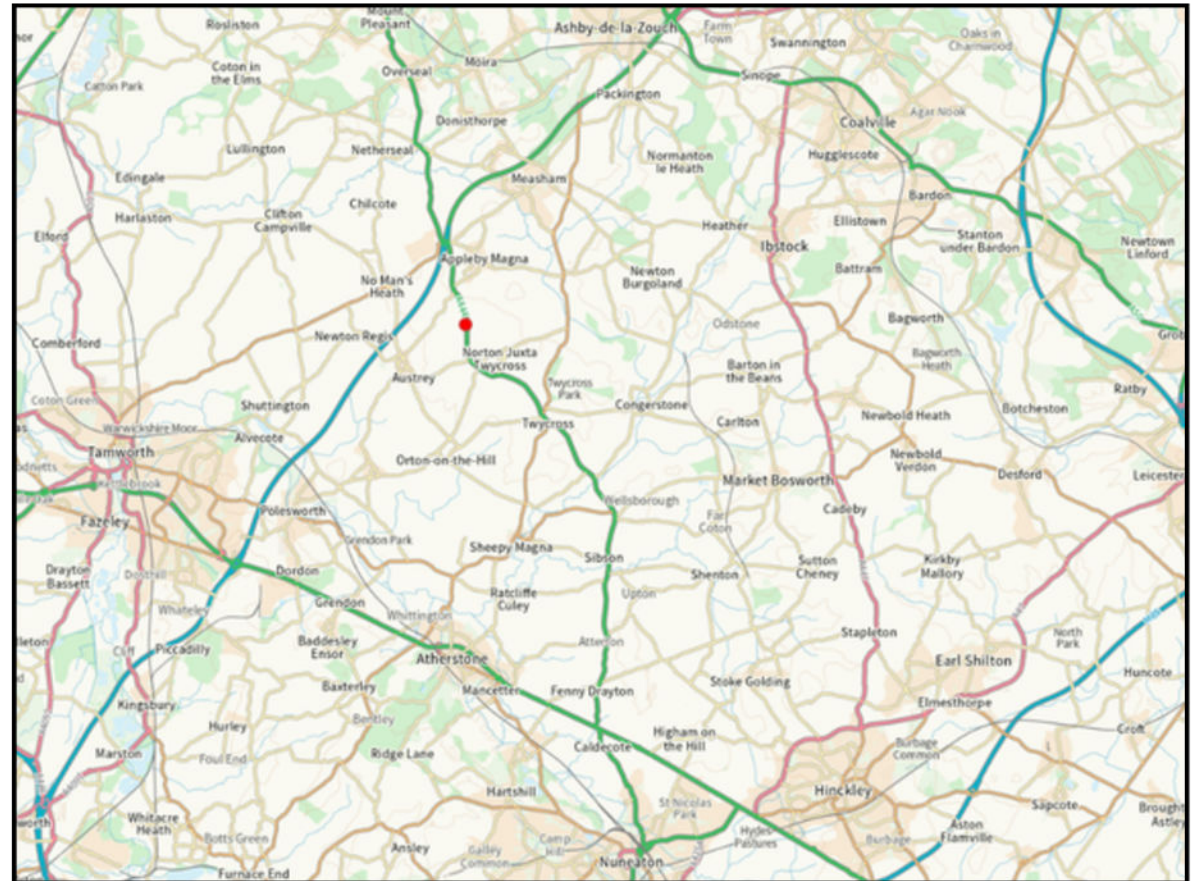 Mount
Pleasant
Rosliston
Ashby-de-la-Zouch
Farm
Town
Swannington
Oaks in
Charnwood
Coton in
the Elms
Moira
Overseal
Sinope
Catton Park
Packington
Donisthorpe
Coalville
Agar Nook
Lullington
Netherseal
Normanton
le Heath
Hugglescote
Edingale
Measham
Bardon
Harlaston
Clifton
Campville
Chilcote
Heather
Ellistown
Elford
Ibstock
Stanton
under Bardon
Newtown
Linford
Appleby Magna
No Man's
Heath
Newton
Burgoland
Battram
Bagworth
Odstone
Newton Regis
Comberford
Norton Juxta
Twycross
Barton in
the Beans
Bagworth
Heath
Ratby
Austrey
Twycross
Park
Coton Green
Shuttington
Congerstone
Botcheston
Newbold Heath
Warwickshire Moor
Alvecote
Twycross
Carlton
Tamworth
Orton-on-the-Hill
Newbold
Verdon
Desford
Leicester
Kettlebrook
Market Bosworth
Wellsborough
Fazeley
Polesworth
Far
Coton
Cadeby
Grendon Park
Sheepy Magna
Sibson
Drayton
Bassett
Dosthill
Dordon
Shenton
Sutton
Cheney
Kirkby
Mallory
Grendon
Ratcliffe
Culey
Upton
Whateley
Whittington
Baddesley
Ensor
Atterton
Stapleton
North
Park
Cliff
Piccadilly
Atherstone
Earl Shilton
Huncote
Baxterley
Mancetter
Fenny Drayton
Stoke Golding
Kingsbury
Elmesthorpe
Bentley
Hurley
Croft
Higham on
the Hill
Marston
Foul End
Ridge Lane
Caldecote
Burbage
Common
Hartshill
Hinckley
St Nicolas
Park
Sapcote
Whitacre
Heath
Botts Green
Ansley
Galley
Common
Camp
Hill
Hydes
Pastures
Burbage
Aston
Flamville
Furnace End
Nuneaton